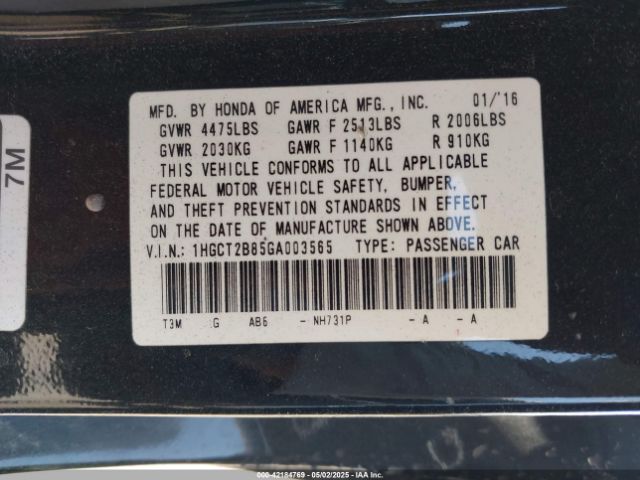 MFD. BY HONDA OF AMERICA MFG., INC. 01/'16
GVWR 4475LBS GAWR F 2513LBS R 2006LBS
GVWR 2030KG GAWR F 1140KG R 910KG
THIS VEHICLE CONFORMS TO ALL APPLICABLE
FEDERAL MOTOR VEHICLE SAFETY, BUMPER,
AND THEFT PREVENTION STANDARDS IN EFFECT
ON THE DATE OF MANUFACTURE SHOWN ABOVE.
V.I.N.: 1HGCT2B85GA003565 TYPE: PASSENGER CAR
T3M G AB6 - NH731P - A - A
7M
000-42184769 - 05/02/2025 - IAA Inc.